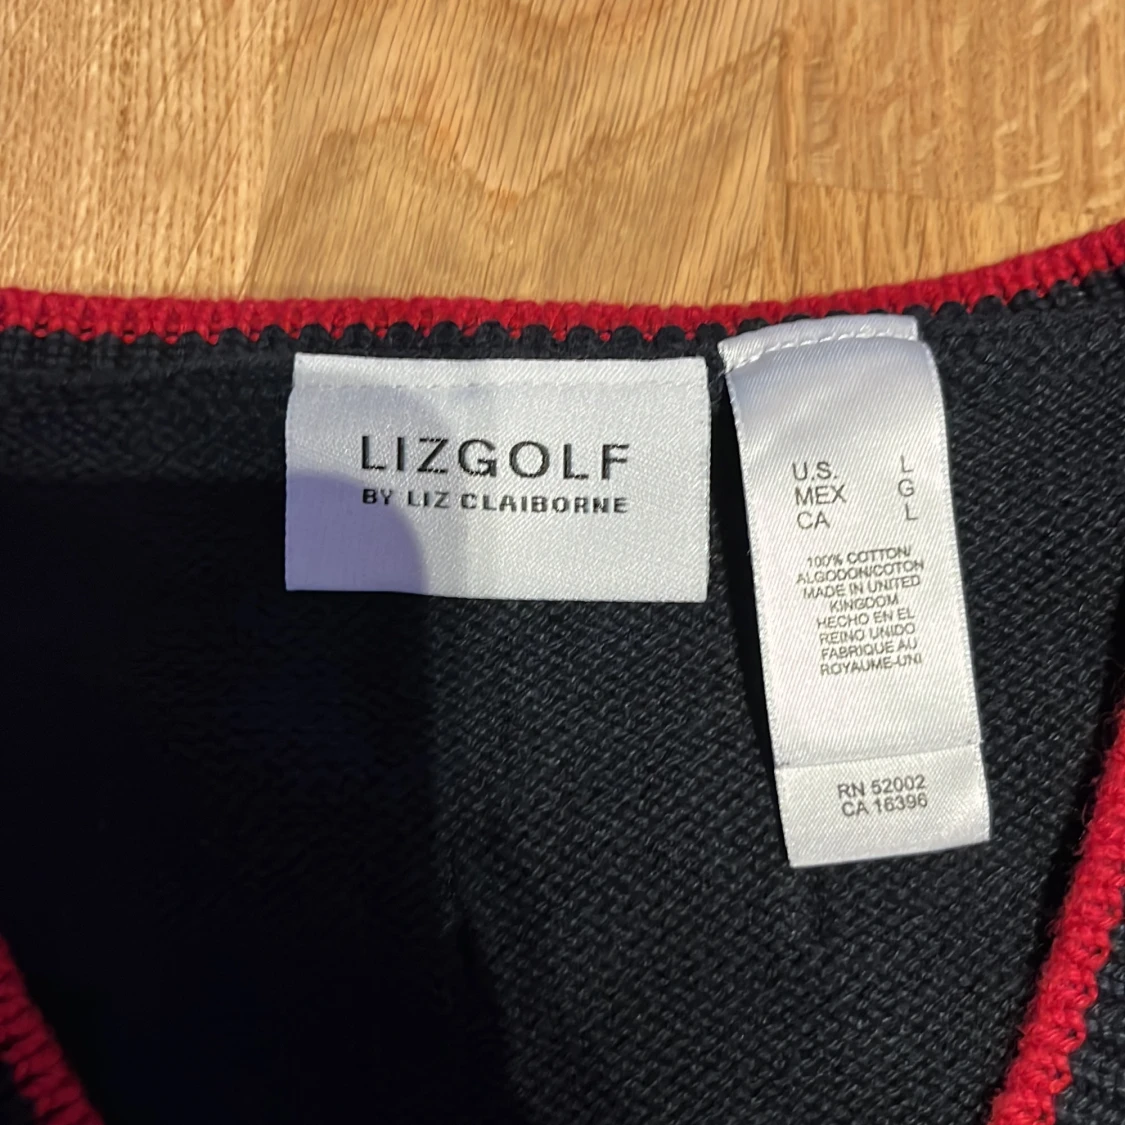 LIZGOLF
BY LIZ CLAIBORNE
U.S. L
MEX G
CA L
100% COTTON/
ALGODON/COTON
MADE IN UNITED
KINGDOM
HECHO EN EL
REINO UNIDO
FABRIQUE AU
ROYAUME-UNI
RN 52002
CA 16396